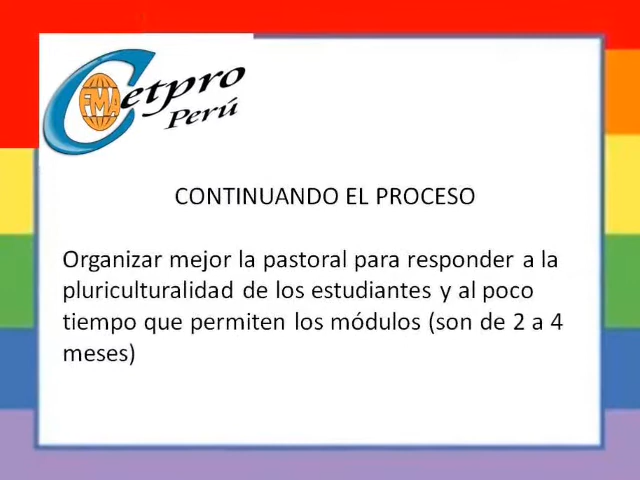 Cetpro
FMA
Perú
CONTINUANDO EL PROCESO
Organizar mejor la pastoral para responder a la
pluriculturalidad de los estudiantes y al poco
tiempo que permiten los módulos (son de 2 a 4
meses)